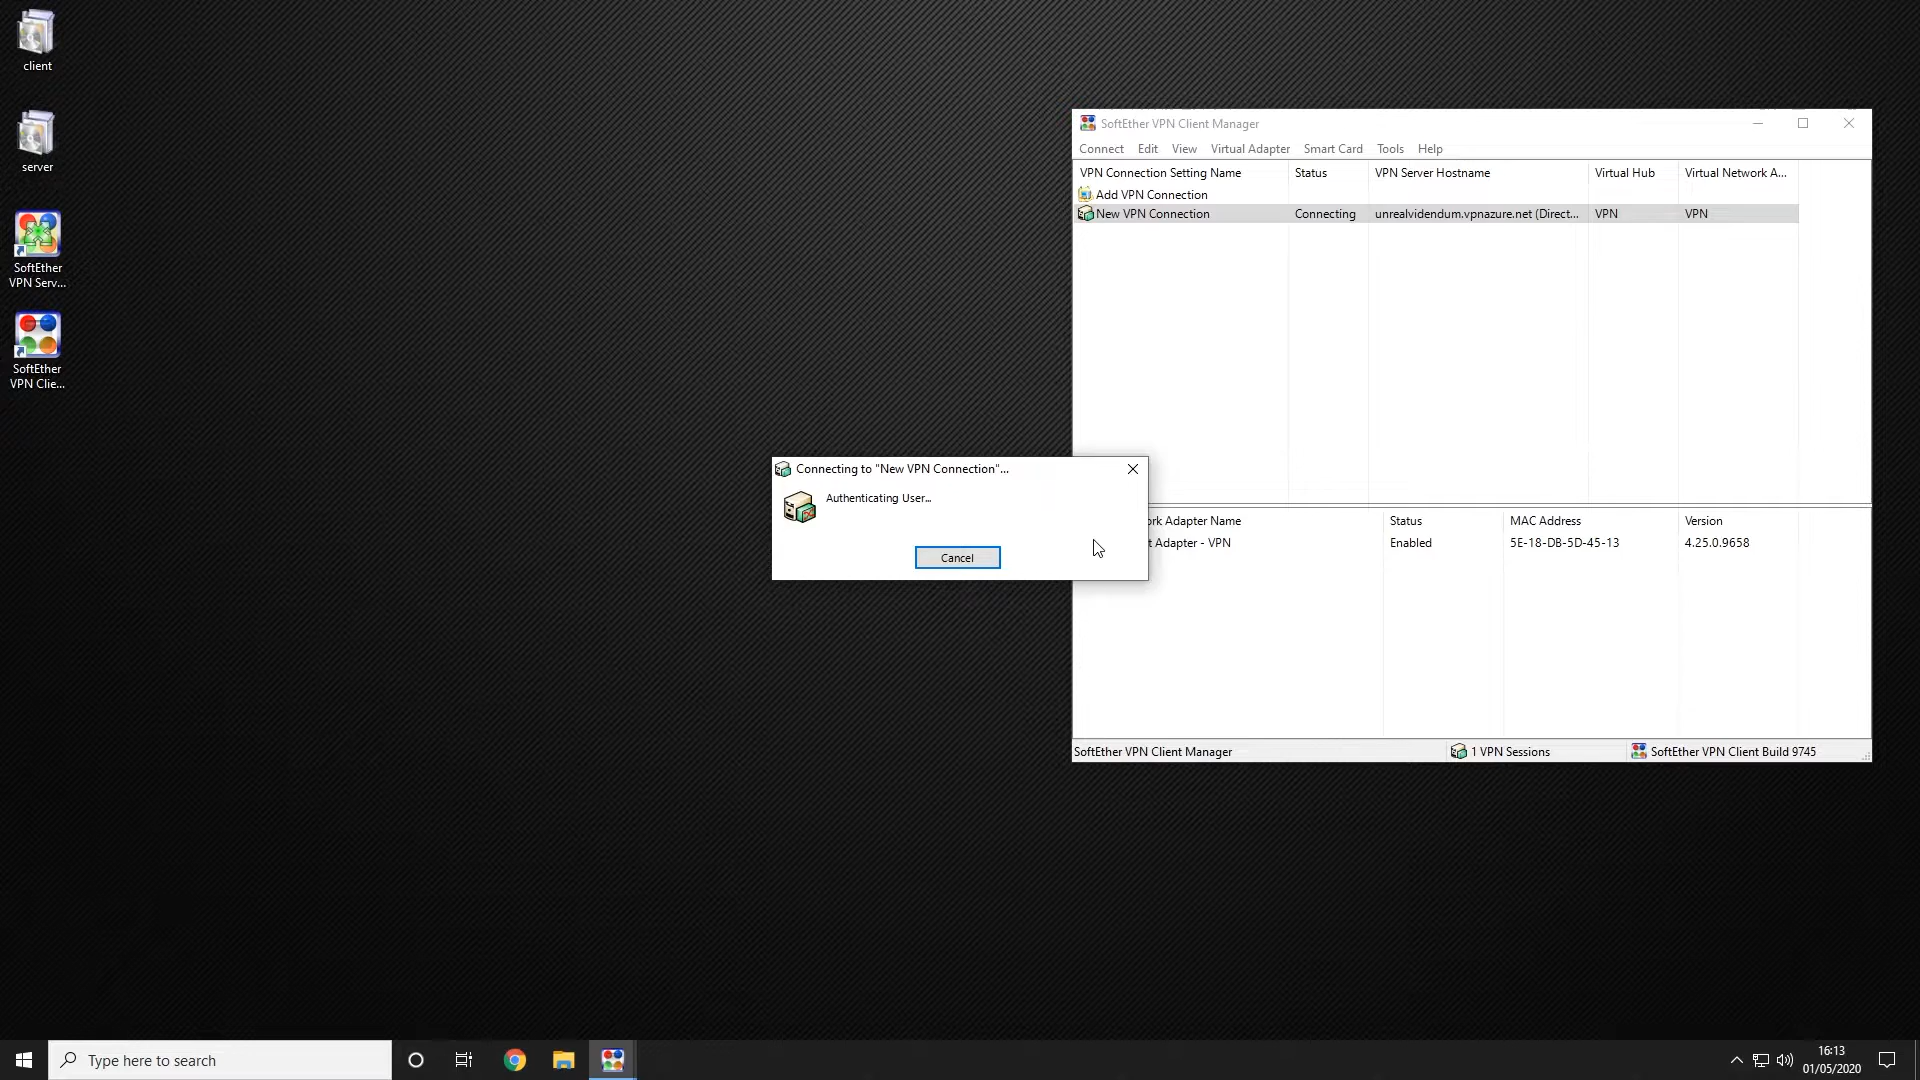 client
server
SoftEther
VPN Serv...
SoftEther
VPN Clie...
SoftEther VPN Client Manager
Connect Edit View Virtual Adapter Smart Card Tools Help
VPN Connection Setting Name Status VPN Server Hostname Virtual Hub Virtual Network A...
Add VPN Connection
New VPN Connection Connecting unrealvidendum.vpnazure.net (Direct... VPN VPN
Connecting to "New VPN Connection"...
Authenticating User...
Cancel
Adapter Name Status MAC Address Version
Adapter - VPN Enabled 5E-18-DB-5D-45-13 4.25.0.9658
SoftEther VPN Client Manager 1 VPN Sessions SoftEther VPN Client Build 9745
Type here to search
16:13
01/05/2020